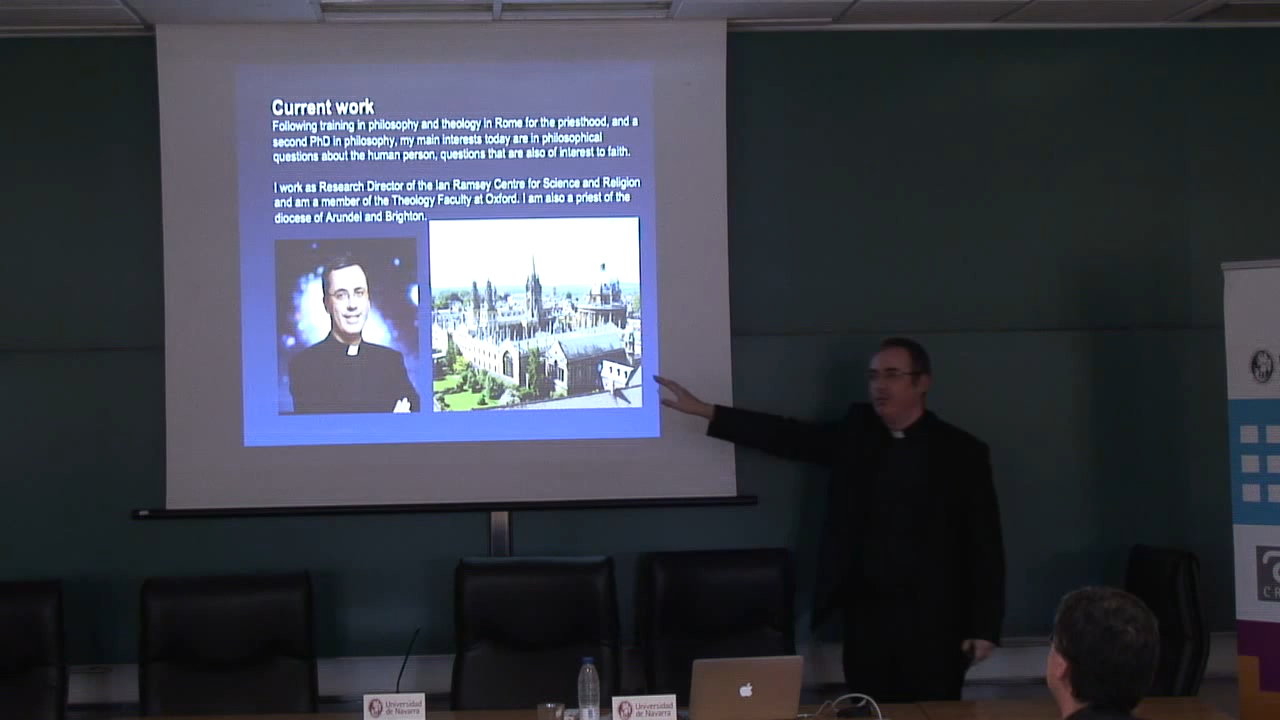 Current work
Following training in philosophy and theology in Rome for the priesthood, and a
second PhD in philosophy, my main interests today are in philosophical
questions about the human person, questions that are also of interest to faith.
I work as Research Director of the Ian Ramsey Centre for Science and Religion
and am a member of the Theology Faculty at Oxford. I am also a priest of the
diocese of Arundel and Brighton.
Universidad
de Navarra
Universidad
de Navarra